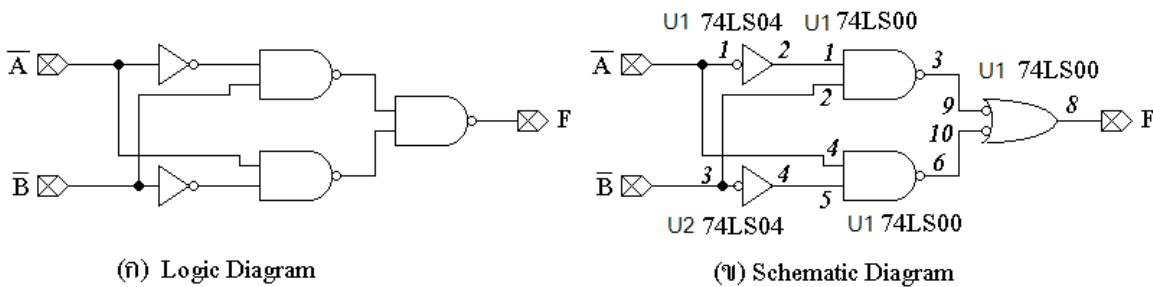 U1 74LS04 U1 74LS00
A̅ A̅ 1 2 1 3 U1 74LS00
2 9 8
F 10 F
4 6
B̅ B̅ 3 4 5
U2 74LS04 U1 74LS00
(ก) Logic Diagram (ข) Schematic Diagram